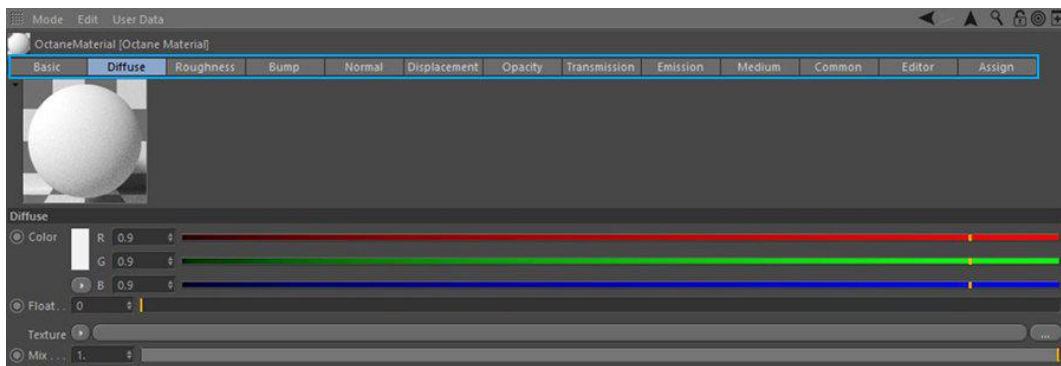 Mode Edit User Data
OctaneMaterial [Octane Material]
Basic Diffuse Roughness Bump Normal Displacement Opacity Transmission Emission Medium Common Editor Assign
Diffuse
Color R 0.9
G 0.9
B 0.9
Float. . 0
Texture ...
Mix . . . 1.